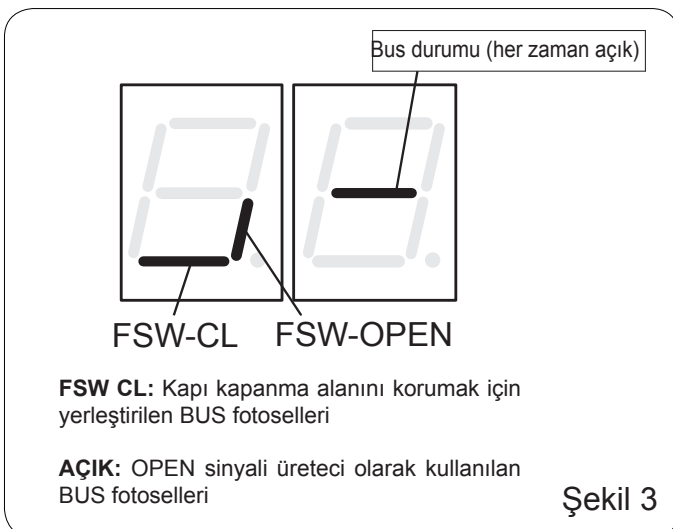 Bus durumu (her zaman açık)
FSW-CL FSW-OPEN
FSW CL: Kapı kapanma alanını korumak için
yerleştirilen BUS fotoselleri
AÇIK: OPEN sinyali üreteci olarak kullanılan
BUS fotoselleri
Şekil 3